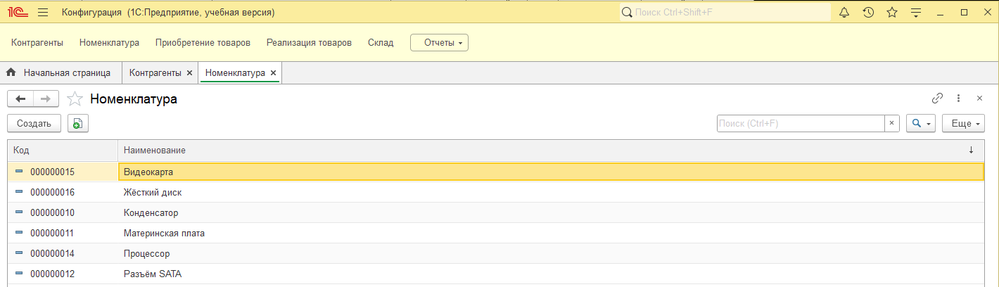 1С Конфигурация (1С:Предприятие, учебная версия) Поиск Ctrl+Shift+F
Контрагенты Номенклатура Приобретение товаров Реализация товаров Склад Отчеты
Начальная страница Контрагенты Номенклатура
Номенклатура
Создать Поиск (Ctrl+F) Еще
Код Наименование
000000015 Видеокарта
000000016 Жёсткий диск
000000010 Конденсатор
000000011 Материнская плата
000000014 Процессор
000000012 Разъём SATA